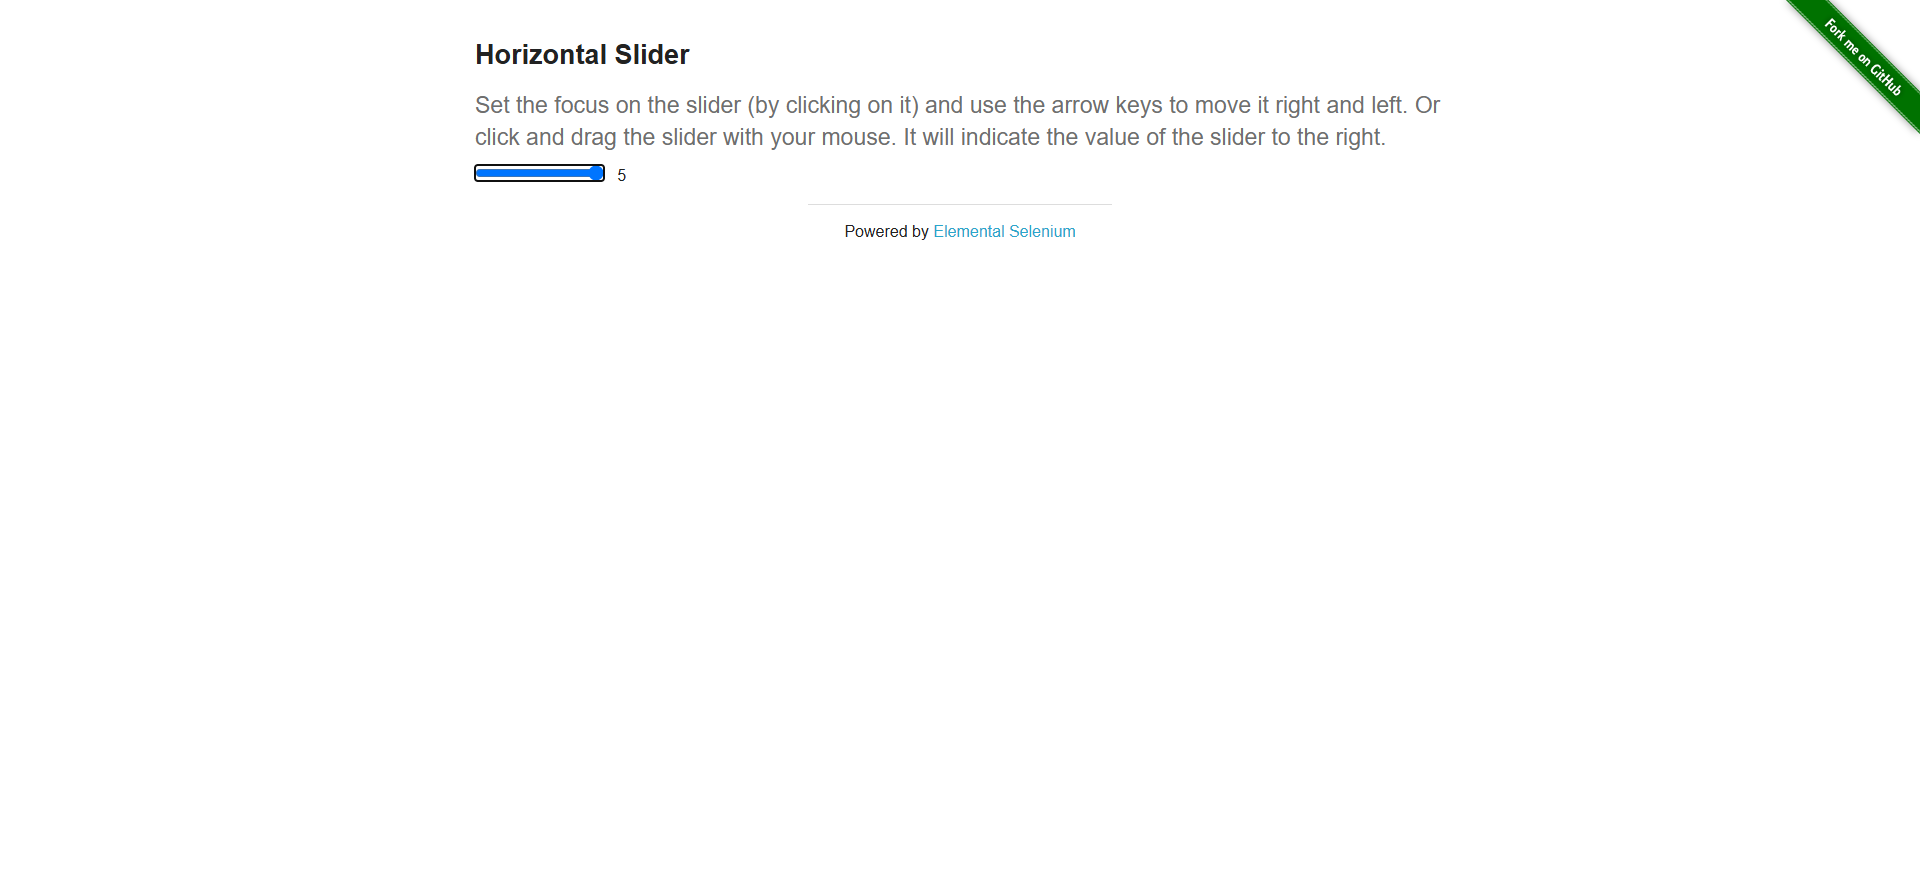 Fork me on GitHub
Horizontal Slider
Set the focus on the slider (by clicking on it) and use the arrow keys to move it right and left. Or
click and drag the slider with your mouse. It will indicate the value of the slider to the right.
5
Powered by Elemental Selenium